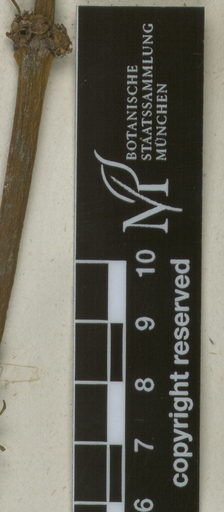 BOTANISCHE
STAATSSAMMLUNG
MÜNCHEN
M
10
9
8
7
6
copyright reserved